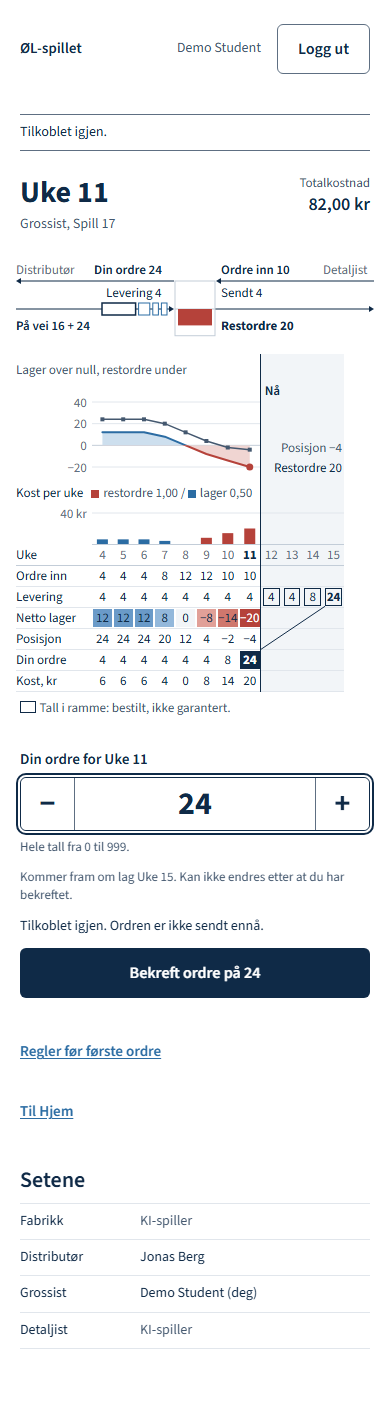 ØL-spillet Demo Student Logg ut
Tilkoblet igjen.
Uke 11 Totalkostnad
82,00 kr
Grossist, Spill 17
Distributør Din ordre 24 Ordre inn 10 Detaljist
Levering 4 Sendt 4
På vei 16 + 24 Restordre 20
Lager over null, restordre under
Nå
40
20
0 Posisjon −4
−20 Restordre 20
Kost per uke restordre 1,00 / lager 0,50
40 kr
Uke 4 5 6 7 8 9 10 11 12 13 14 15
Ordre inn 4 4 4 8 12 12 10 10
Levering 4 4 4 4 4 4 4 4 4 4 8 24
Netto lager 12 12 12 8 0 −8 −14 −20
Posisjon 24 24 24 20 12 4 −2 −4
Din ordre 4 4 4 4 4 4 8 24
Kost, kr 6 6 6 4 0 8 14 20
Tall i ramme: bestilt, ikke garantert.
Din ordre for Uke 11
− 24 +
Hele tall fra 0 til 999.
Kommer fram om lag Uke 15. Kan ikke endres etter at du har
bekreftet.
Tilkoblet igjen. Ordren er ikke sendt ennå.
Bekreft ordre på 24
Regler før første ordre
Til Hjem
Setene
Fabrikk KI-spiller
Distributør Jonas Berg
Grossist Demo Student (deg)
Detaljist KI-spiller